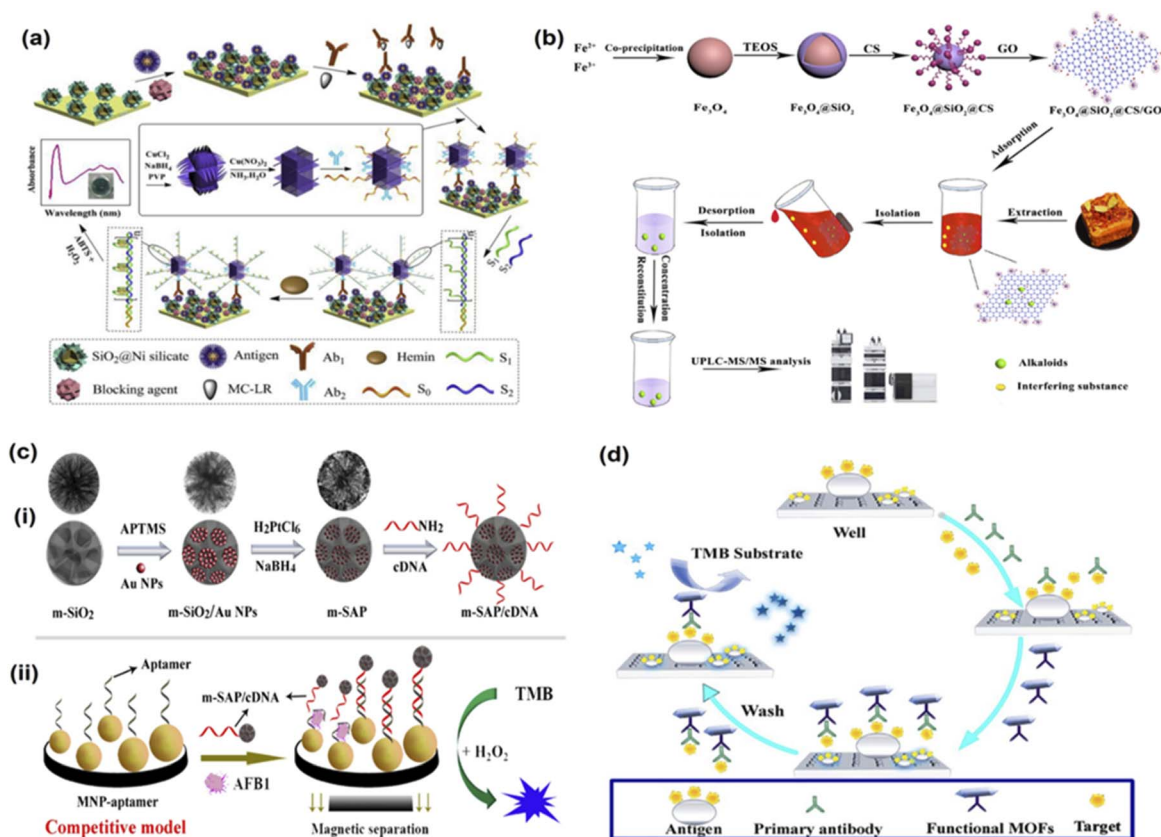 (a)
CuCl₂
NaBH₄
PVP
Cu(NO₃)₂
NH₃.H₂O
Absorbance
Wavelength (nm)
ABTS +
H₂O₂
S₁
S₂
SiO₂@Ni silicate
Antigen
Ab₁
Hemin
S₁
Blocking agent
MC-LR
Ab₂
S₀
S₂
(b)
Fe²⁺
Fe³⁺
Co-precipitation
TEOS
CS
GO
Fe₃O₄
Fe₃O₄@SiO₂
Fe₃O₄@SiO₂@CS
Fe₃O₄@SiO₂@CS/GO
Adsorption
Extraction
Isolation
Desorption
Isolation
Concentration
Reconstitution
UPLC-MS/MS analysis
Alkaloids
Interfering substance
(c)
(i)
APTMS
Au NPs
H2PtCl6
NaBH4
NH2
cDNA
m-SiO₂
m-SiO₂/Au NPs
m-SAP
m-SAP/cDNA
(ii)
Aptamer
m-SAP/cDNA
AFB1
TMB
+ H₂O₂
MNP-aptamer
Competitive model
Magnetic separation
(d)
Well
TMB Substrate
Wash
Antigen
Primary antibody
Functional MOFs
Target